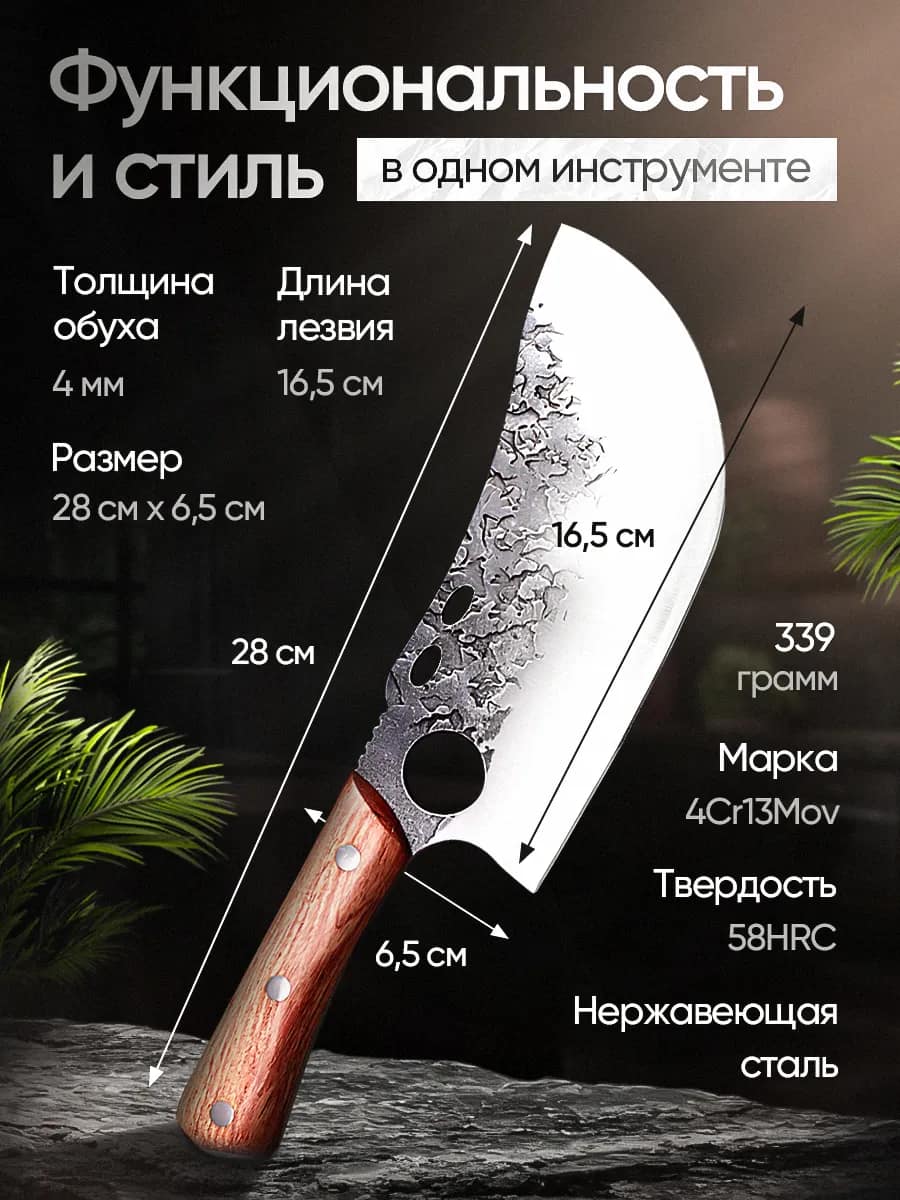 Функциональность
и стиль
в одном инструменте
Толщина
обуха
4 мм
Длина
лезвия
16,5 см
Размер
28 см x 6,5 см
16,5 см
28 см
339
грамм
Марка
4Cr13Mov
Твердость
58HRC
6,5 см
Нержавеющая
сталь